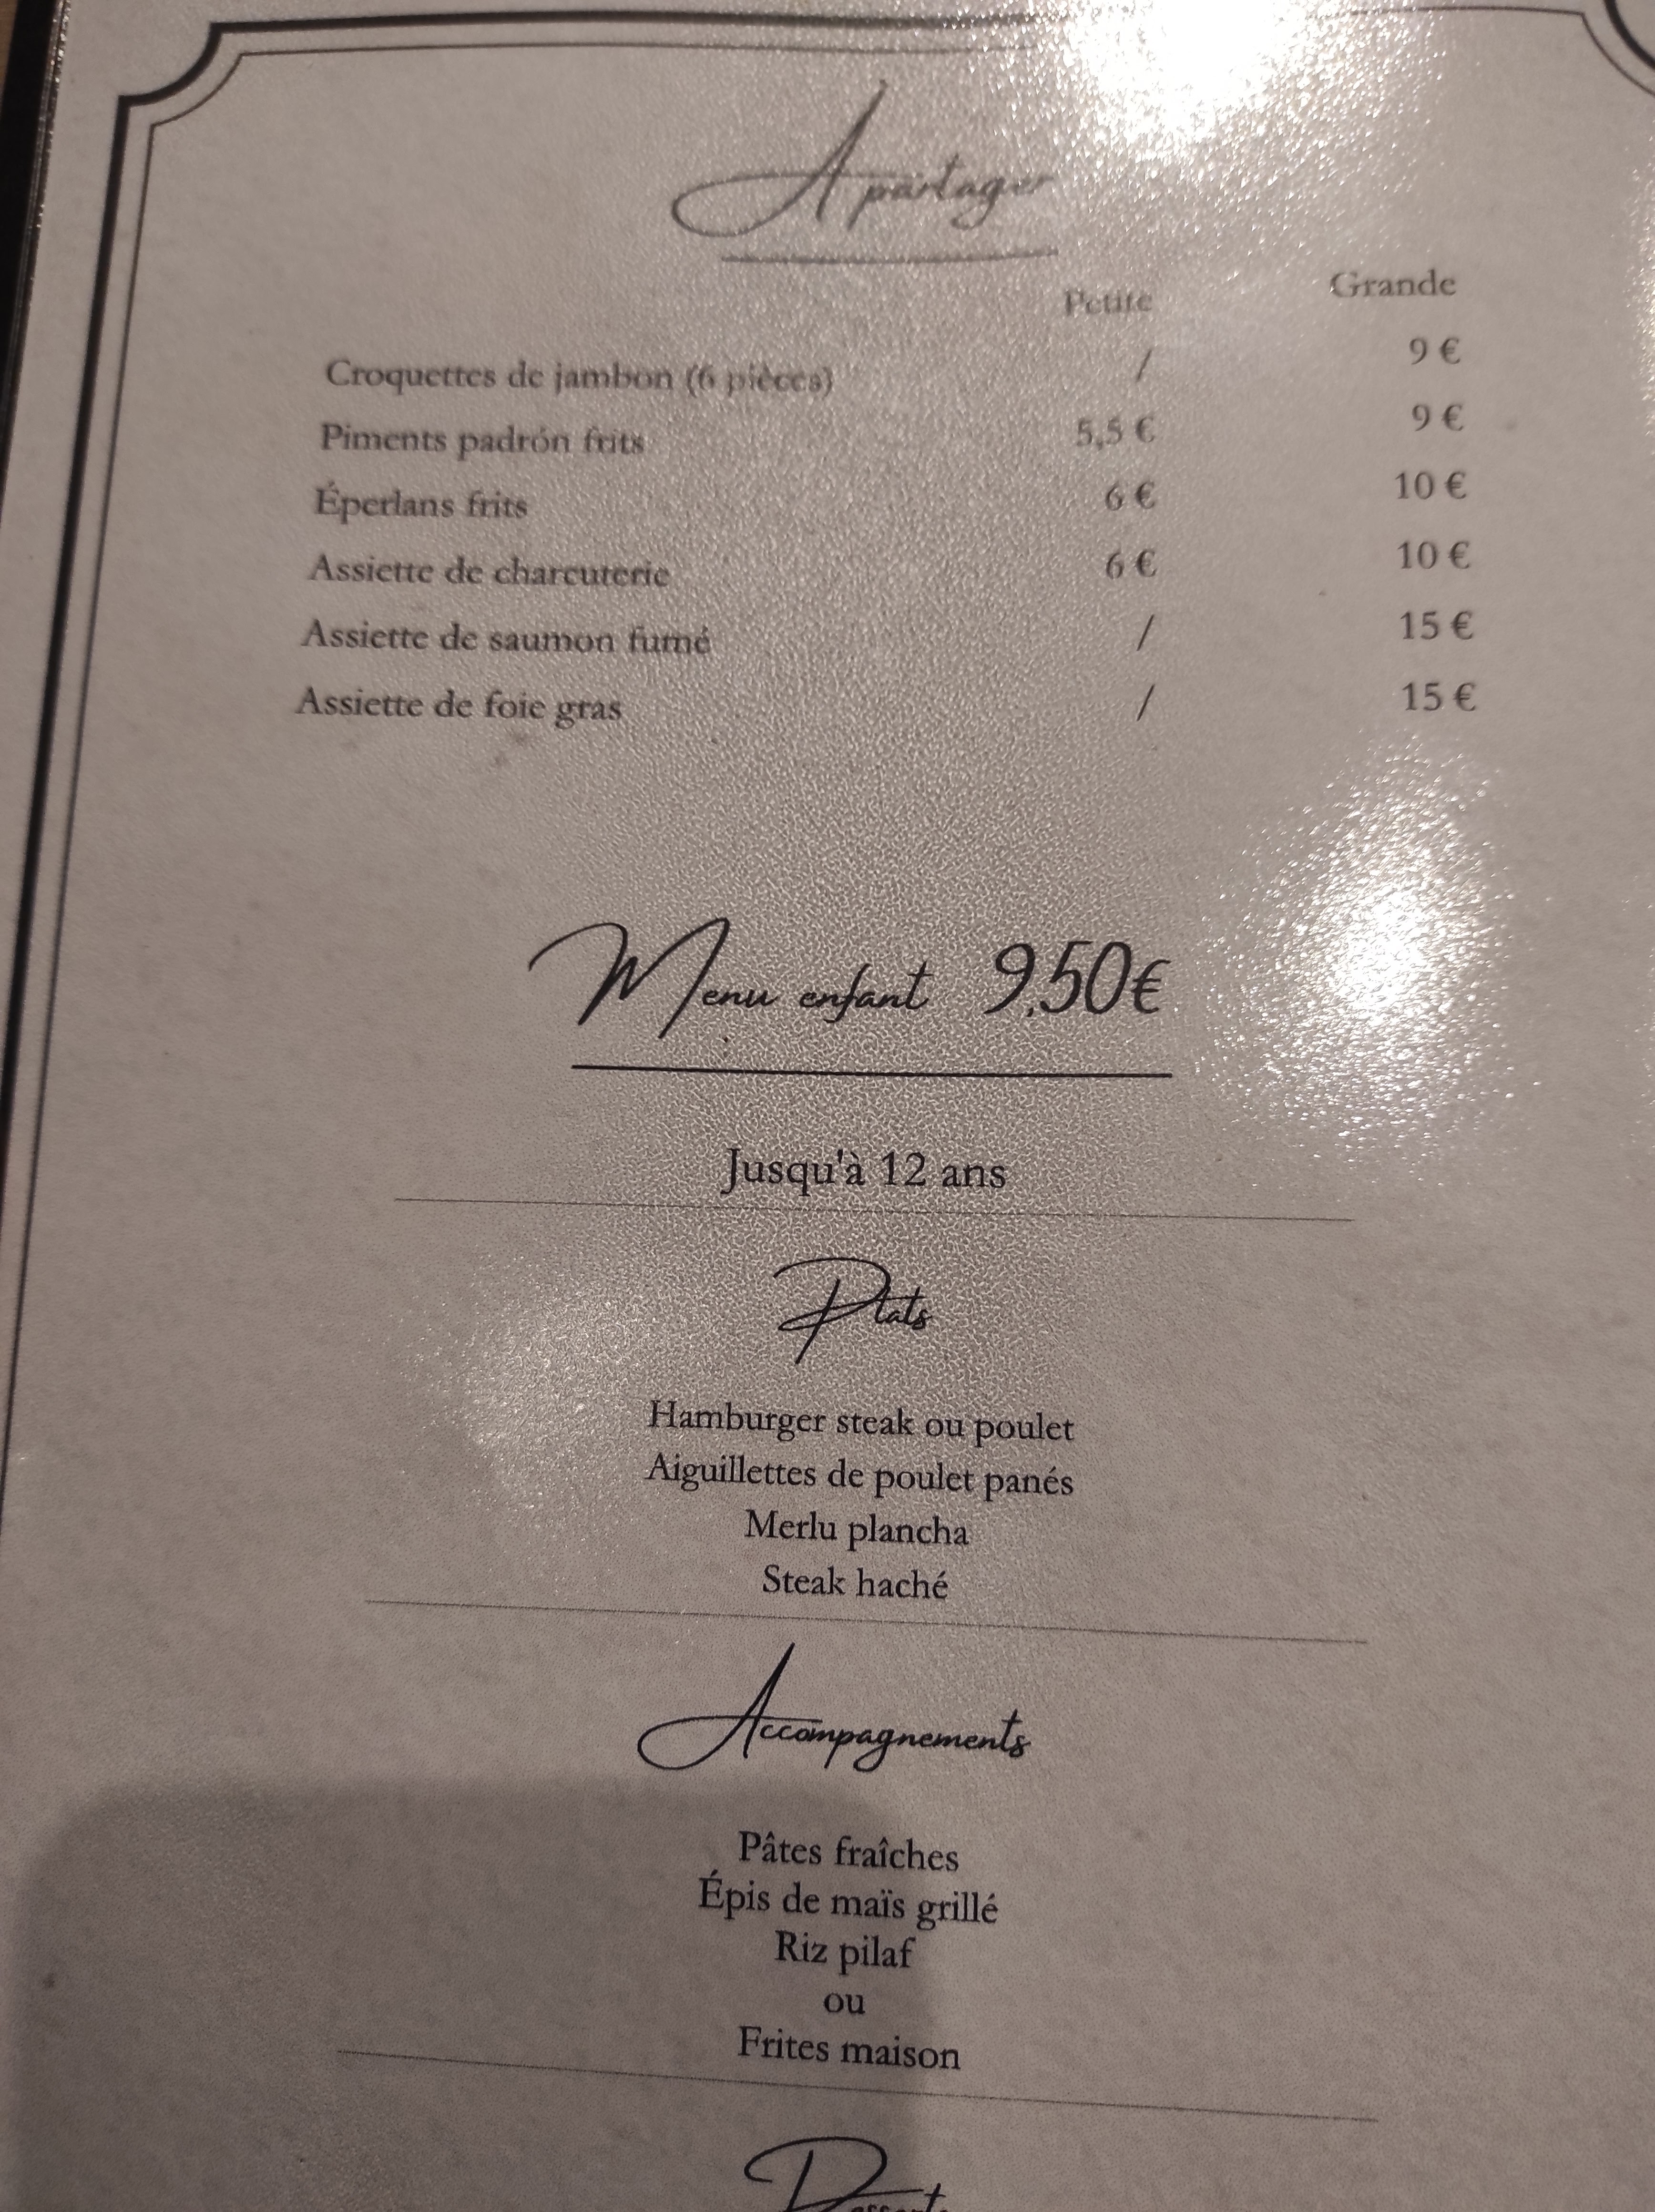 A partager
Petite Grande
Croquettes de jambon (6 pièces) / 9 €
Piments padrón frits 5,5 € 9 €
Éperlans frits 6 € 10 €
Assiette de charcuterie 6 € 10 €
Assiette de saumon fumé / 15 €
Assiette de foie gras / 15 €
Menu enfant 9,50€
Jusqu'à 12 ans
Plats
Hamburger steak ou poulet
Aiguillettes de poulet panés
Merlu plancha
Steak haché
Accompagnements
Pâtes fraîches
Épis de maïs grillé
Riz pilaf
ou
Frites maison